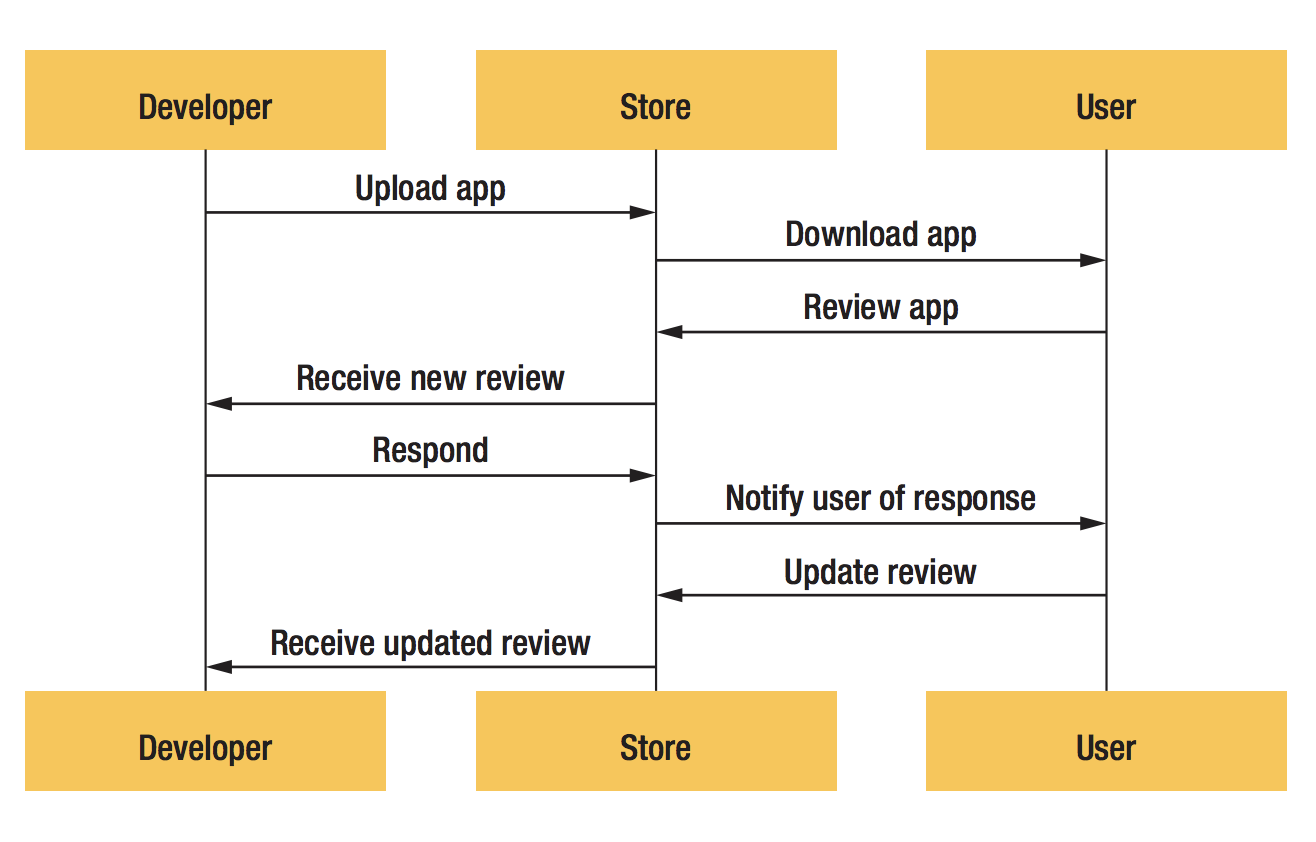 Developer
Store
User
Upload app
Download app
Review app
Receive new review
Respond
Notify user of response
Update review
Receive updated review
Developer
Store
User